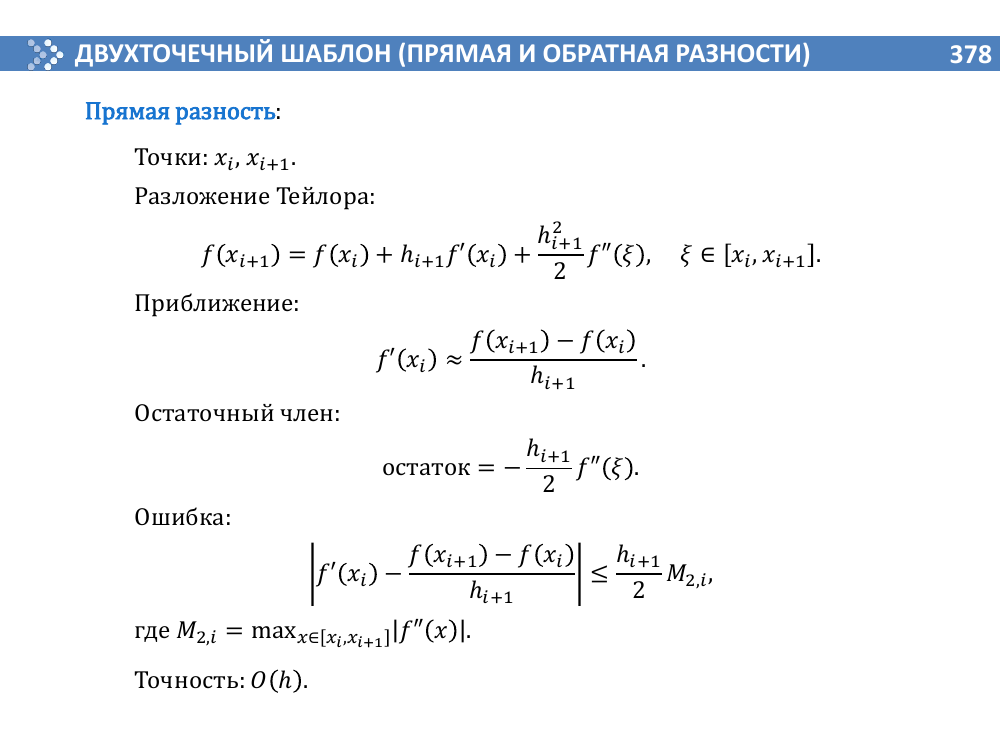 ДВУХТОЧЕЧНЫЙ ШАБЛОН (ПРЯМАЯ И ОБРАТНАЯ РАЗНОСТИ) 378
Прямая разность:
Точки: $x_i$, $x_{i+1}$.
Разложение Тейлора:
$f(x_{i+1}) = f(x_i) + h_{i+1} f'(x_i) + \frac{h_{i+1}^2}{2} f''(\xi), \quad \xi \in [x_i, x_{i+1}].$
Приближение:
$f'(x_i) \approx \frac{f(x_{i+1}) - f(x_i)}{h_{i+1}}.$
Остаточный член:
$\text{остаток} = -\frac{h_{i+1}}{2} f''(\xi).$
Ошибка:
$\left| f'(x_i) - \frac{f(x_{i+1}) - f(x_i)}{h_{i+1}} \right| \leq \frac{h_{i+1}}{2} M_{2,i},$
где $M_{2,i} = \max_{x \in [x_i, x_{i+1}]} |f''(x)|.$
Точность: $O(h)$.